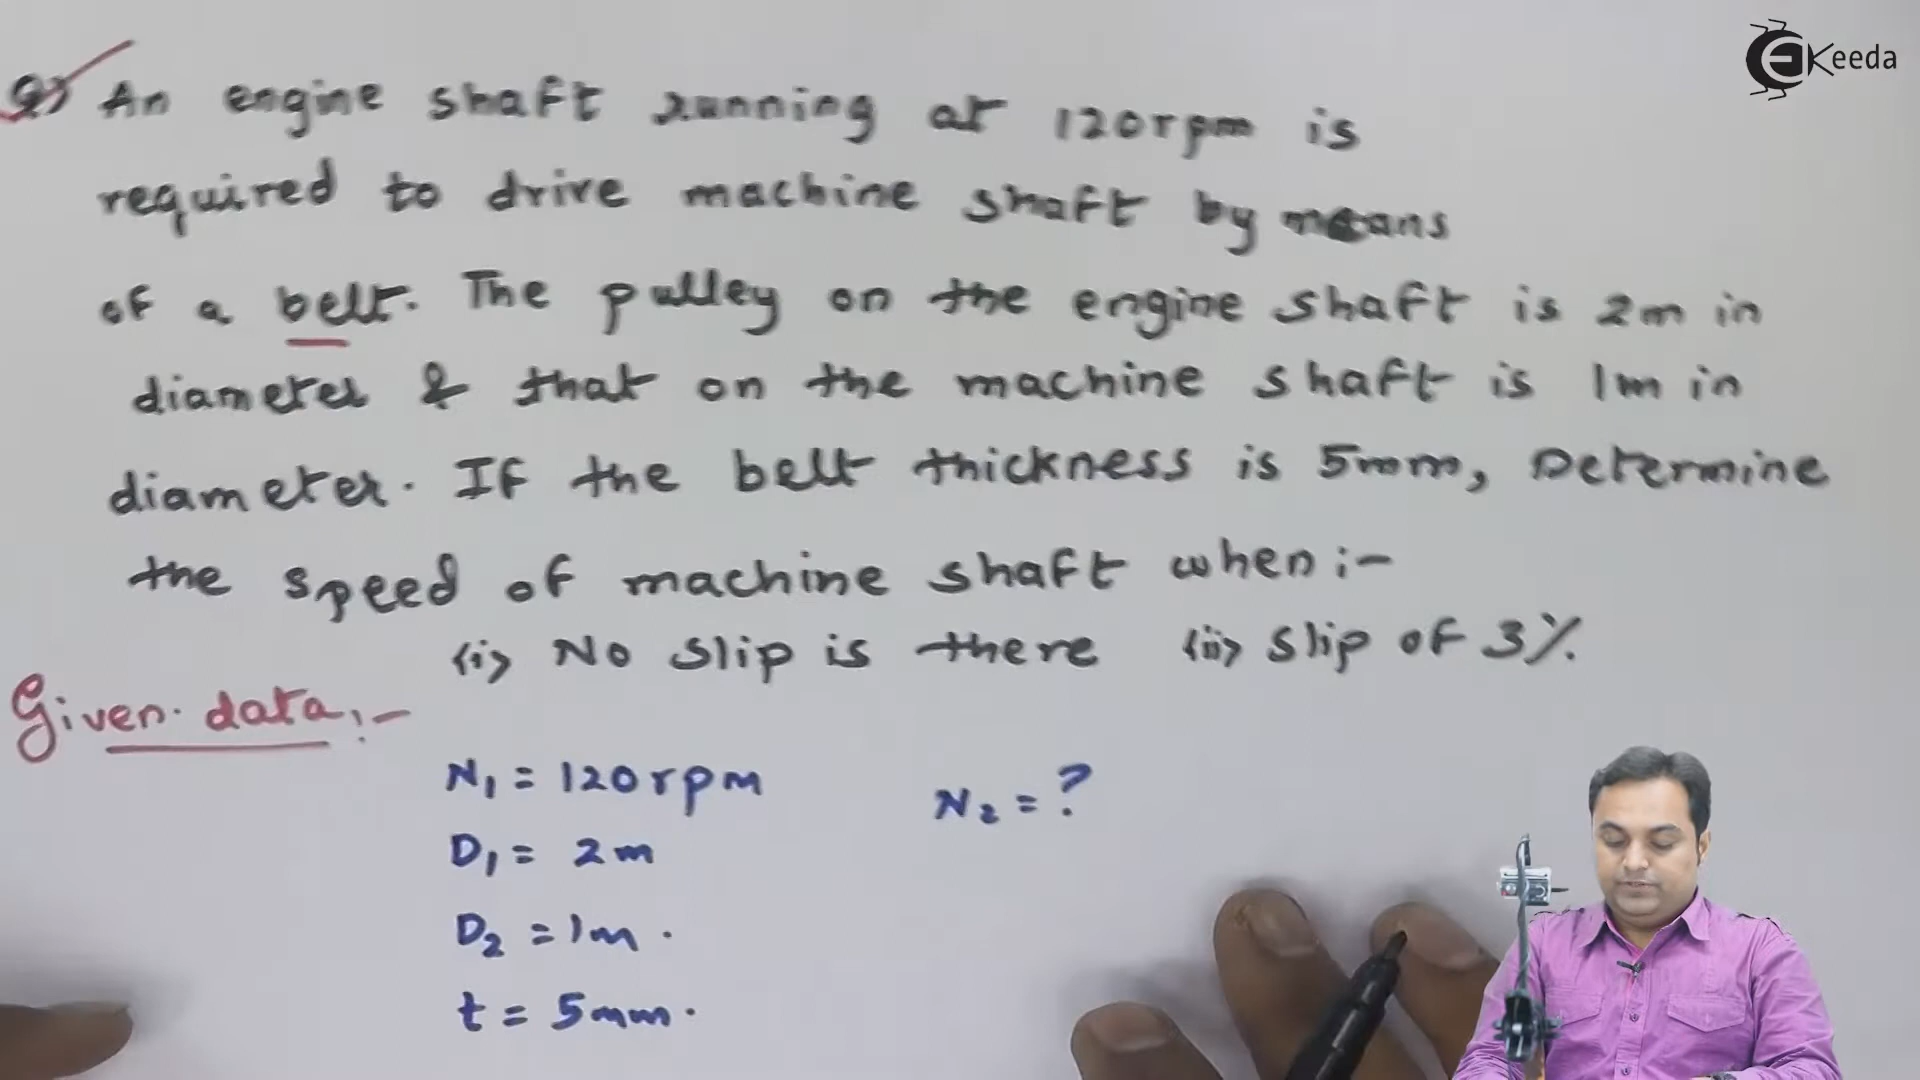 Keeda
Q) An engine shaft running at 120rpm is
required to drive machine shaft by means
of a belt. The pulley on the engine shaft is 2m in
diameter & that on the machine shaft is 1m in
diameter. If the belt thickness is 5mm, Determine
the speed of machine shaft when:-
(i) No slip is there (ii) slip of 3%.
Given data:-
N₁ = 120rpm N₂ = ?
D₁ = 2m
D₂ = 1m.
t = 5mm.